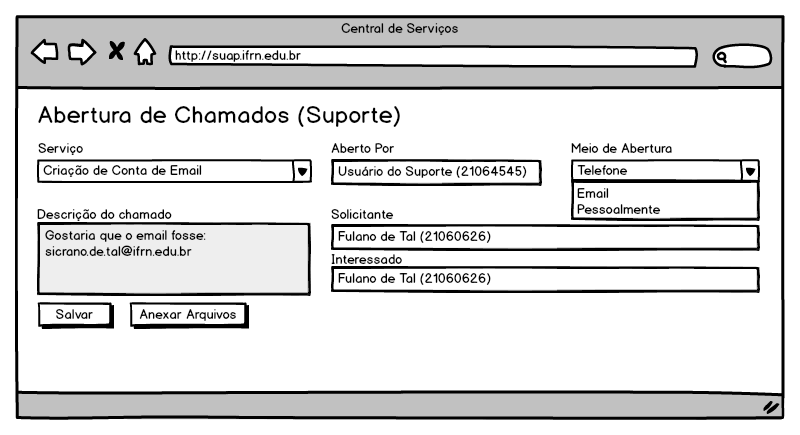 Central de Serviços
http://suap.ifrn.edu.br
Abertura de Chamados (Suporte)
Serviço
Criação de Conta de Email
Aberto Por
Usuário do Suporte (21064545)
Meio de Abertura
Telefone
Email
Pessoalmente
Descrição do chamado
Gostaria que o email fosse:
sicrano.de.tal@ifrn.edu.br
Solicitante
Fulano de Tal (21060626)
Interessado
Fulano de Tal (21060626)
Salvar
Anexar Arquivos